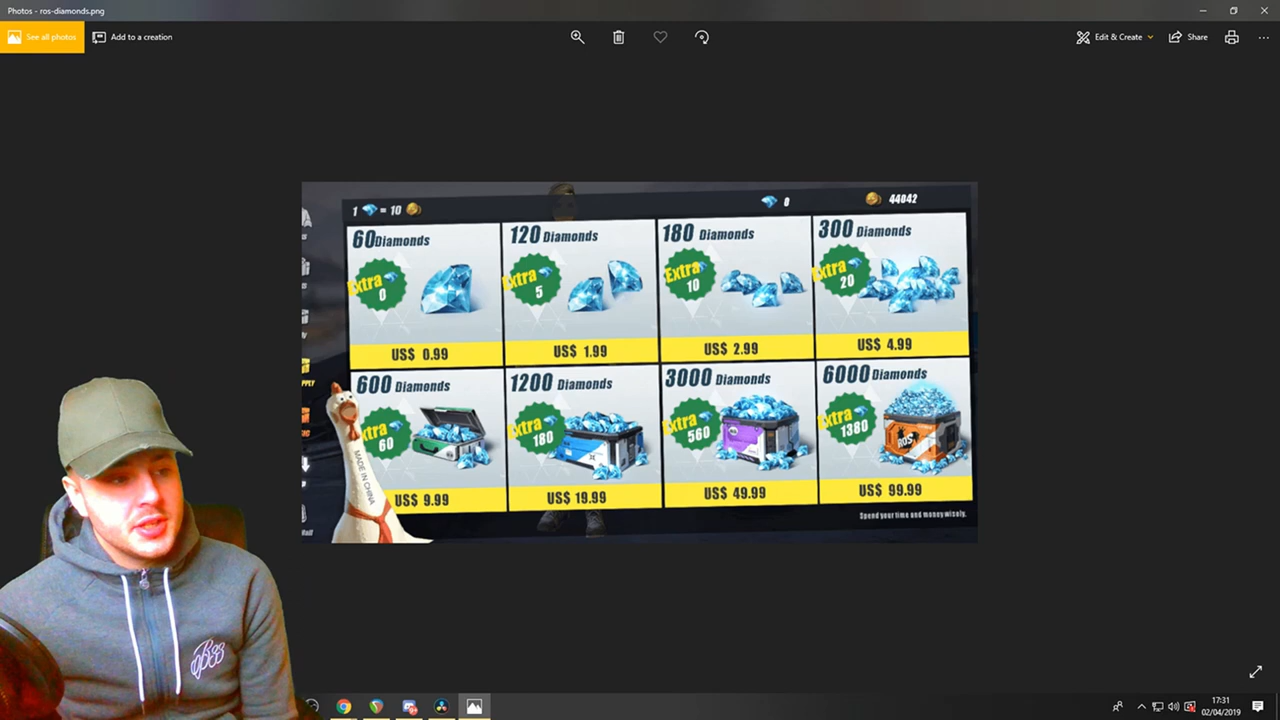 Photos - ros-diamonds.png
See all photos
Add to a creation
Edit & Create
Share
1 = 10
0
44042
60 Diamonds
Extra
0
US$ 0.99
120 Diamonds
Extra
5
US$ 1.99
180 Diamonds
Extra
10
US$ 2.99
300 Diamonds
Extra
20
US$ 4.99
600 Diamonds
xtra
60
US$ 9.99
1200 Diamonds
Extra
180
US$ 19.99
3000 Diamonds
Extra
560
US$ 49.99
6000 Diamonds
Extra
1380
ROS
US$ 99.99
MADE IN CHINA
Spend your time and money wisely.
17:31
02/04/2019